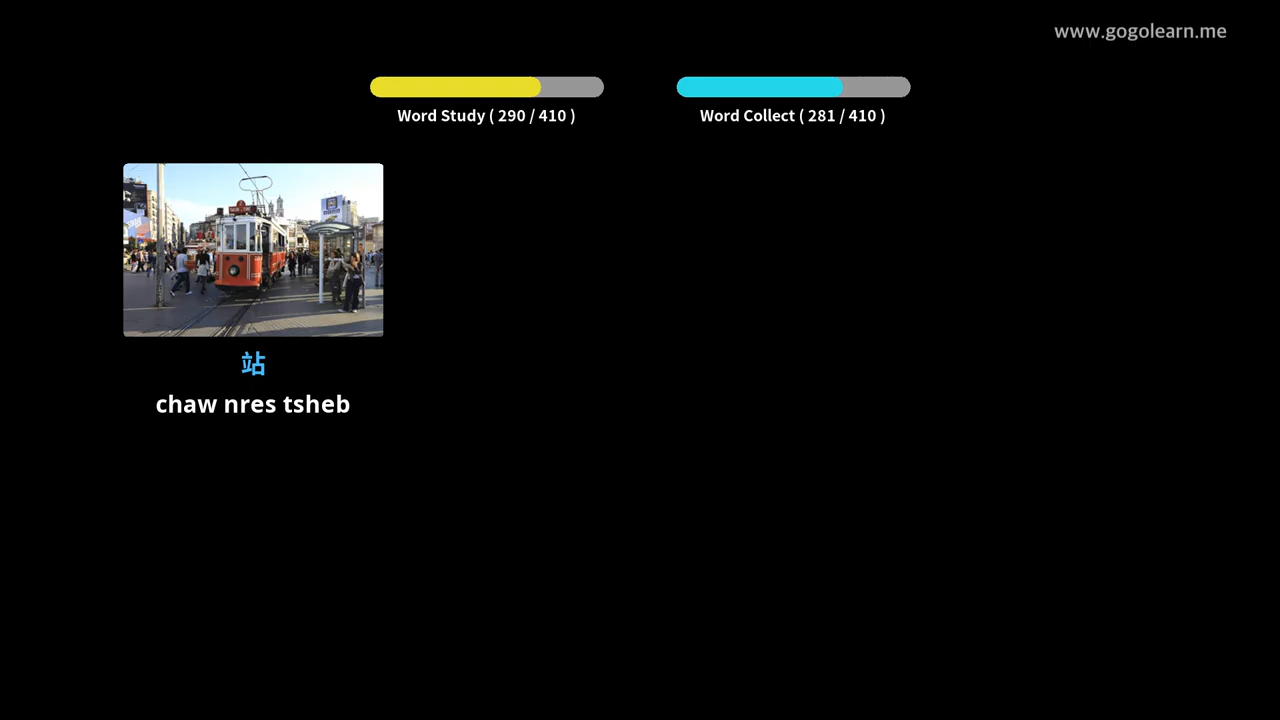 www.gogolearn.me
Word Study ( 290 / 410 )
Word Collect ( 281 / 410 )
站
chaw nres tsheb